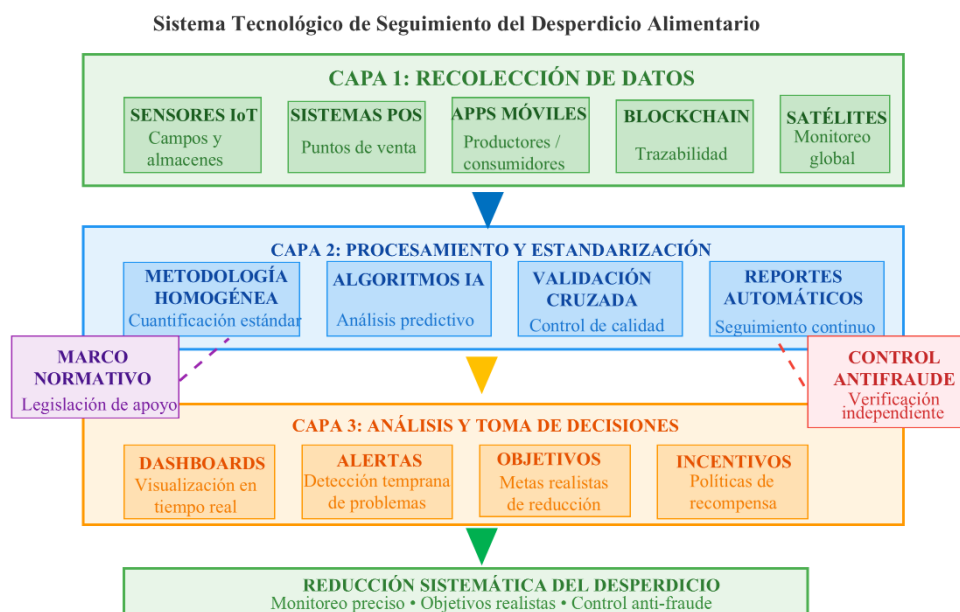 Sistema Tecnológico de Seguimiento del Desperdicio Alimentario
CAPA 1: RECOLECCIÓN DE DATOS
SENSORES IoT
Campos y
almacenes
SISTEMAS POS
Puntos de venta
APPS MÓVILES
Productores /
consumidores
BLOCKCHAIN
Trazabilidad
SATÉLITES
Monitoreo
global
CAPA 2: PROCESAMIENTO Y ESTANDARIZACIÓN
METODOLOGÍA
HOMOGÉNEA
Cuantificación estándar
ALGORITMOS IA
Análisis predictivo
VALIDACIÓN
CRUZADA
Control de calidad
REPORTES
AUTOMÁTICOS
Seguimiento continuo
MARCO
NORMATIVO
Legislación de apoyo
CONTROL
ANTIFRAUDE
Verificación
independiente
CAPA 3: ANÁLISIS Y TOMA DE DECISIONES
DASHBOARDS
Visualización en
tiempo real
ALERTAS
Detección temprana
de problemas
OBJETIVOS
Metas realistas
de reducción
INCENTIVOS
Políticas de
recompensa
REDUCCIÓN SISTEMÁTICA DEL DESPERDICIO
Monitoreo preciso • Objetivos realistas • Control anti-fraude